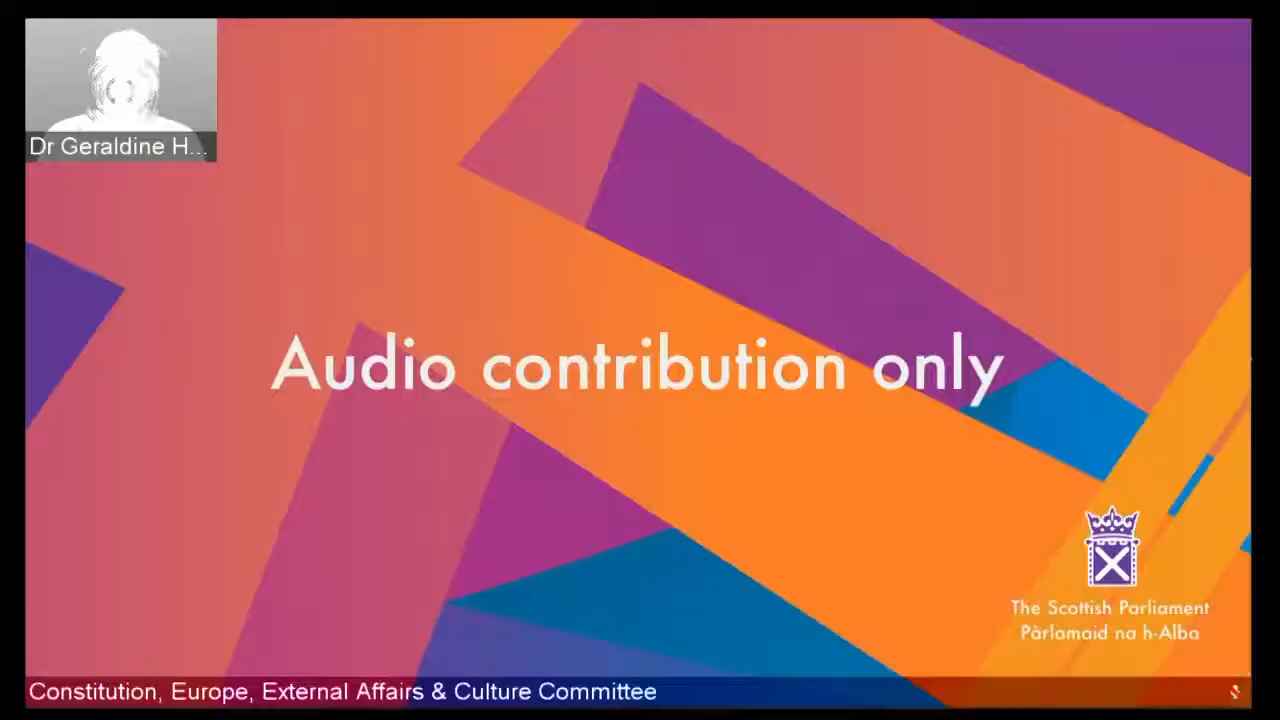 Dr Geraldine H...
Audio contribution only
The Scottish Parliament
Pàrlamaid na h-Alba
Constitution, Europe, External Affairs & Culture Committee